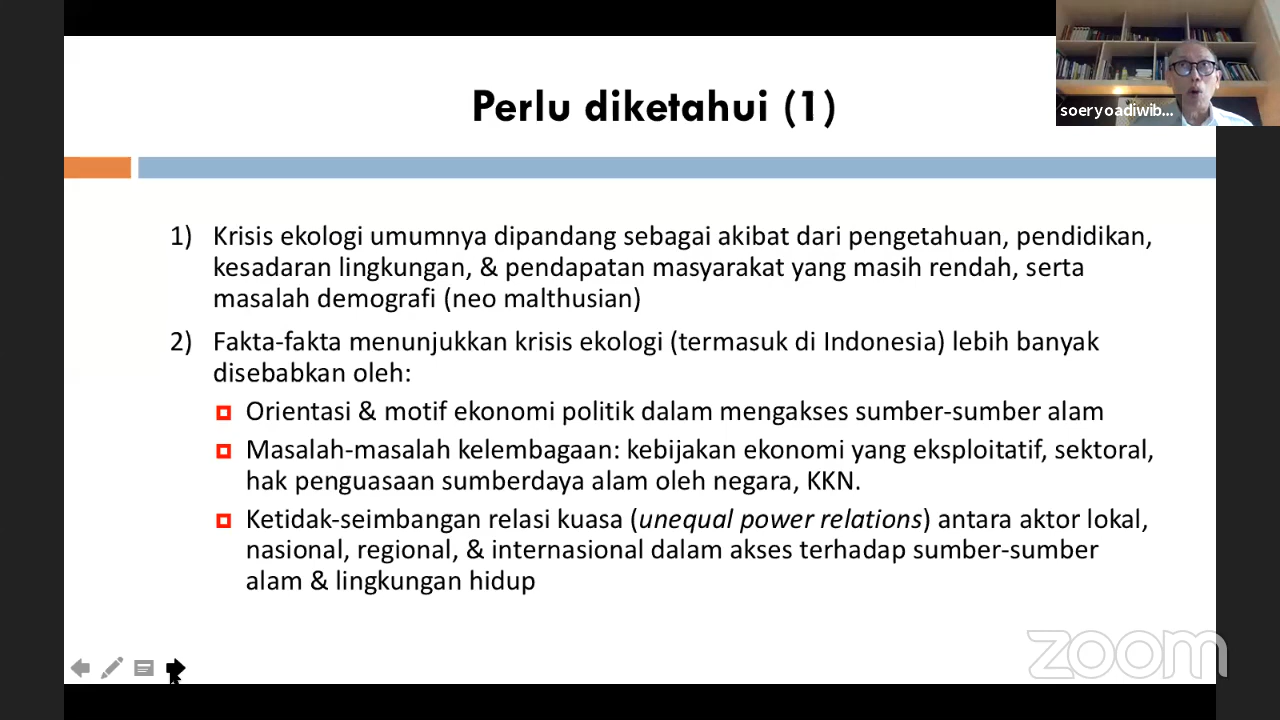 Perlu diketahui (1)
soeryoadiwib...
1) Krisis ekologi umumnya dipandang sebagai akibat dari pengetahuan, pendidikan,
kesadaran lingkungan, & pendapatan masyarakat yang masih rendah, serta
masalah demografi (neo malthusian)
2) Fakta-fakta menunjukkan krisis ekologi (termasuk di Indonesia) lebih banyak
disebabkan oleh:
Orientasi & motif ekonomi politik dalam mengakses sumber-sumber alam
Masalah-masalah kelembagaan: kebijakan ekonomi yang eksploitatif, sektoral,
hak penguasaan sumberdaya alam oleh negara, KKN.
Ketidak-seimbangan relasi kuasa (unequal power relations) antara aktor lokal,
nasional, regional, & internasional dalam akses terhadap sumber-sumber
alam & lingkungan hidup
zoom